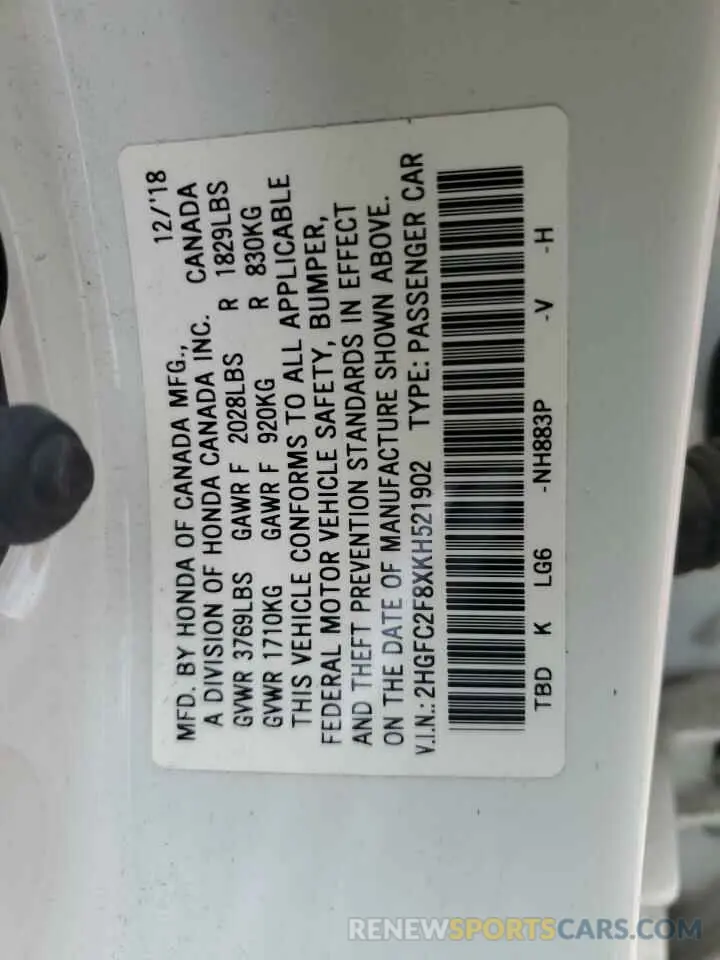 MFD. BY HONDA OF CANADA MFG., 12/'18
A DIVISION OF HONDA CANADA INC. CANADA
GVWR 3769LBS GAWR F 2028LBS R 1829LBS
GVWR 1710KG GAWR F 920KG R 830KG
THIS VEHICLE CONFORMS TO ALL APPLICABLE
FEDERAL MOTOR VEHICLE SAFETY, BUMPER,
AND THEFT PREVENTION STANDARDS IN EFFECT
ON THE DATE OF MANUFACTURE SHOWN ABOVE.
V.I.N.: 2HGFC2F8XKH521902 TYPE: PASSENGER CAR
TBD K LG6 -NH883P -V -H
RENEWSPORTSCARS.COM